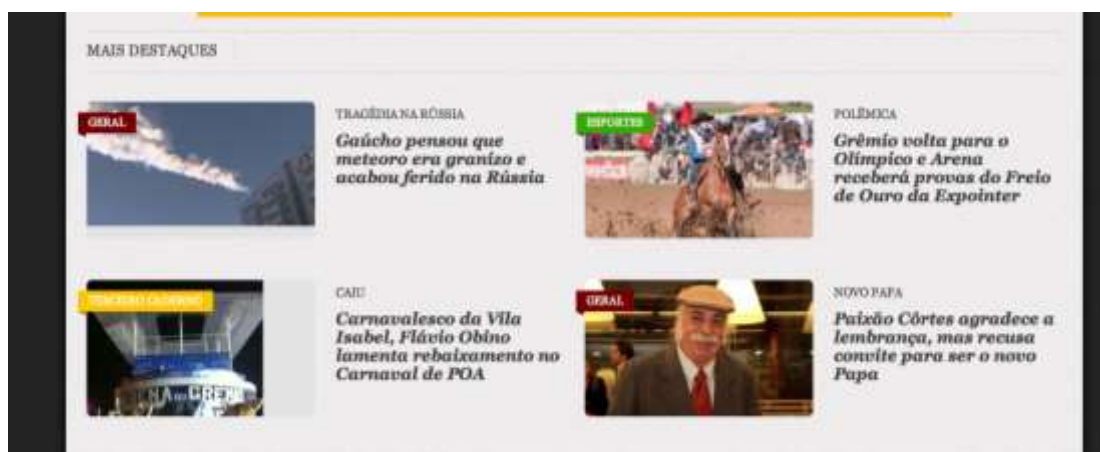 MAIS DESTAQUES
GERAL
TRAGÉDIA NA RÚSSIA
Gaúcho pensou que
meteoro era granizo e
acabou ferido na Rússia
ESPORTES
POLÊMICA
Grêmio volta para o
Olímpico e Arena
receberá provas do Freio
de Ouro da Expointer
TERCEIRO CADERNO
CAIU
Carnavalesco da Vila
Isabel, Flávio Obino
lamenta rebaixamento no
Carnaval de POA
GERAL
NOVO PAPA
Paixão Côrtes agradece a
lembrança, mas recusa
convite para ser o novo
Papa